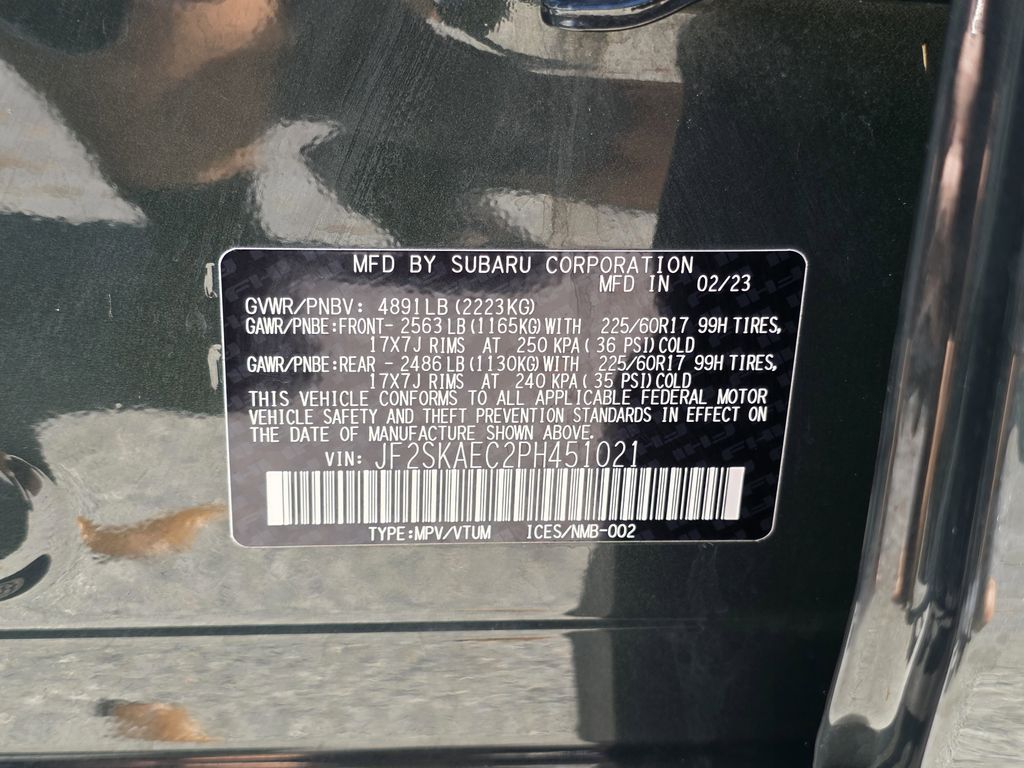 MFD BY SUBARU CORPORATION
MFD IN 02/23
GVWR/PNBV: 4891LB (2223KG)
GAWR/PNBE:FRONT- 2563 LB (1165KG) WITH 225/60R17 99H TIRES,
17X7J RIMS AT 250 KPA ( 36 PSI) COLD
GAWR/PNBE:REAR - 2486 LB (1130KG) WITH 225/60R17 99H TIRES,
17X7J RIMS AT 240 KPA ( 35 PSI) COLD
THIS VEHICLE CONFORMS TO ALL APPLICABLE FEDERAL MOTOR
VEHICLE SAFETY AND THEFT PREVENTION STANDARDS IN EFFECT ON
THE DATE OF MANUFACTURE SHOWN ABOVE.
VIN: JF2SKAEC2PH451021
TYPE:MPV/VTUM ICES/NMB-002